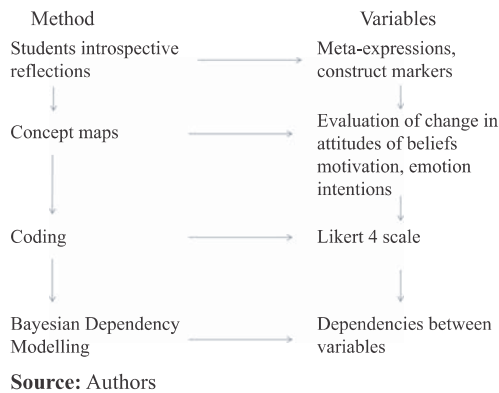 Method
Variables
Students introspective
reflections
Meta-expressions,
construct markers
Concept maps
Evaluation of change in
attitudes of beliefs
motivation, emotion
intentions
Coding
Likert 4 scale
Bayesian Dependency
Modelling
Dependencies between
variables
Source: Authors